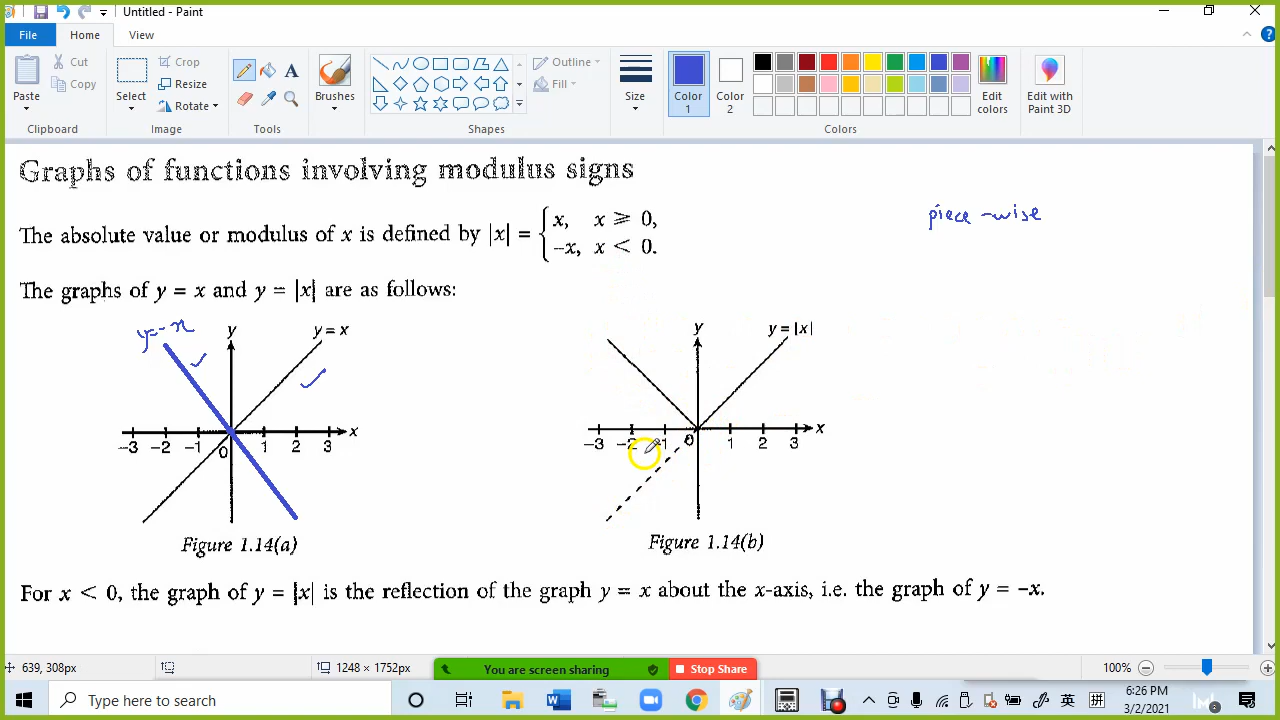 Untitled - Paint
File Home View
Paste Cut Copy Clipboard
Select Crop Resize Rotate Image
A Tools
Brushes
Outline Fill Shapes
Size
Color 1 Color 2 Edit colors Colors
Edit with Paint 3D
Graphs of functions involving modulus signs
piece-wise
The absolute value or modulus of x is defined by |x| = { x, x ⩾ 0,
−x, x < 0.
The graphs of y = x and y = |x| are as follows:
y=-x y y = x
y y = |x|
−3 −2 −1 0 1 2 3 x
−3 −2 −1 0 1 2 3 x
Figure 1.14(a)
Figure 1.14(b)
For x < 0, the graph of y = |x| is the reflection of the graph y = x about the x-axis, i.e. the graph of y = −x.
639, 308px 1248 × 1752px You are screen sharing Stop Share 100%
Type here to search
英 拼 6:26 PM
3/2/2021